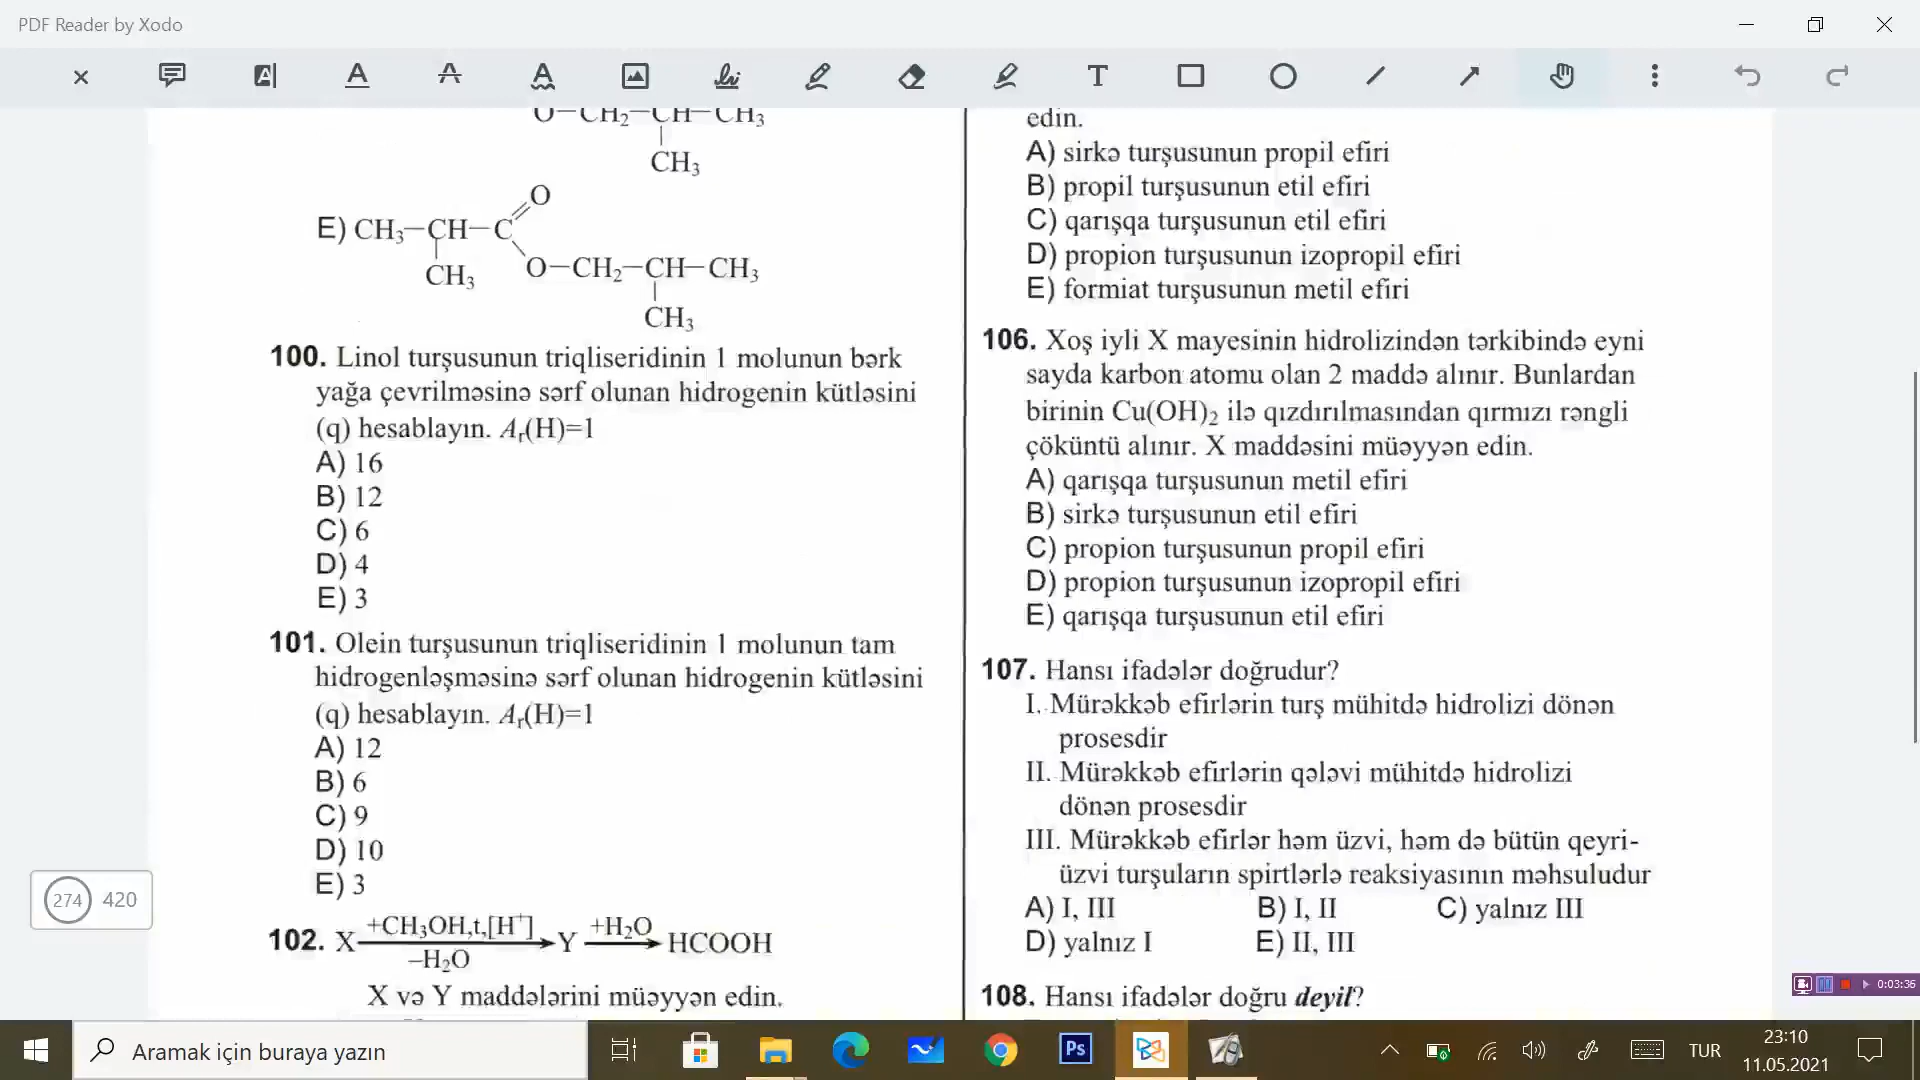 PDF Reader by Xodo
O−CH₂−CH−CH₃
CH₃
O
E) CH₃−CH−C
CH₃ O−CH₂−CH−CH₃
CH₃
100. Linol turşusunun triqliseridinin 1 molunun bərk
yağa çevrilməsinə sərf olunan hidrogenin kütləsini
(q) hesablayın. Aᵣ(H)=1
A) 16
B) 12
C) 6
D) 4
E) 3
101. Olein turşusunun triqliseridinin 1 molunun tam
hidrogenləşməsinə sərf olunan hidrogenin kütləsini
(q) hesablayın. Aᵣ(H)=1
A) 12
B) 6
C) 9
D) 10
E) 3
+CH₃OH,t,[H⁺] +H₂O
102. X Y HCOOH
−H₂O
X və Y maddələrini müəyyən edin.
edin.
A) sirkə turşusunun propil efiri
B) propil turşusunun etil efiri
C) qarışqa turşusunun etil efiri
D) propion turşusunun izopropil efiri
E) formiat turşusunun metil efiri
106. Xoş iyli X mayesinin hidrolizindən tərkibində eyni
sayda karbon atomu olan 2 maddə alınır. Bunlardan
birinin Cu(OH)₂ ilə qızdırılmasından qırmızı rəngli
çöküntü alınır. X maddəsini müəyyən edin.
A) qarışqa turşusunun metil efiri
B) sirkə turşusunun etil efiri
C) propion turşusunun propil efiri
D) propion turşusunun izopropil efiri
E) qarışqa turşusunun etil efiri
107. Hansı ifadələr doğrudur?
I. Mürəkkəb efirlərin turş mühitdə hidrolizi dönən
prosesdir
II. Mürəkkəb efirlərin qələvi mühitdə hidrolizi
dönən prosesdir
III. Mürəkkəb efirlər həm üzvi, həm də bütün qeyri-
üzvi turşuların spirtlərlə reaksiyasının məhsuludur
A) I, III B) I, II C) yalnız III
D) yalnız I E) II, III
108. Hansı ifadələr doğru deyil?
274 420
0:03:36
Aramak için buraya yazın
Ps
TUR
23:10
11.05.2021